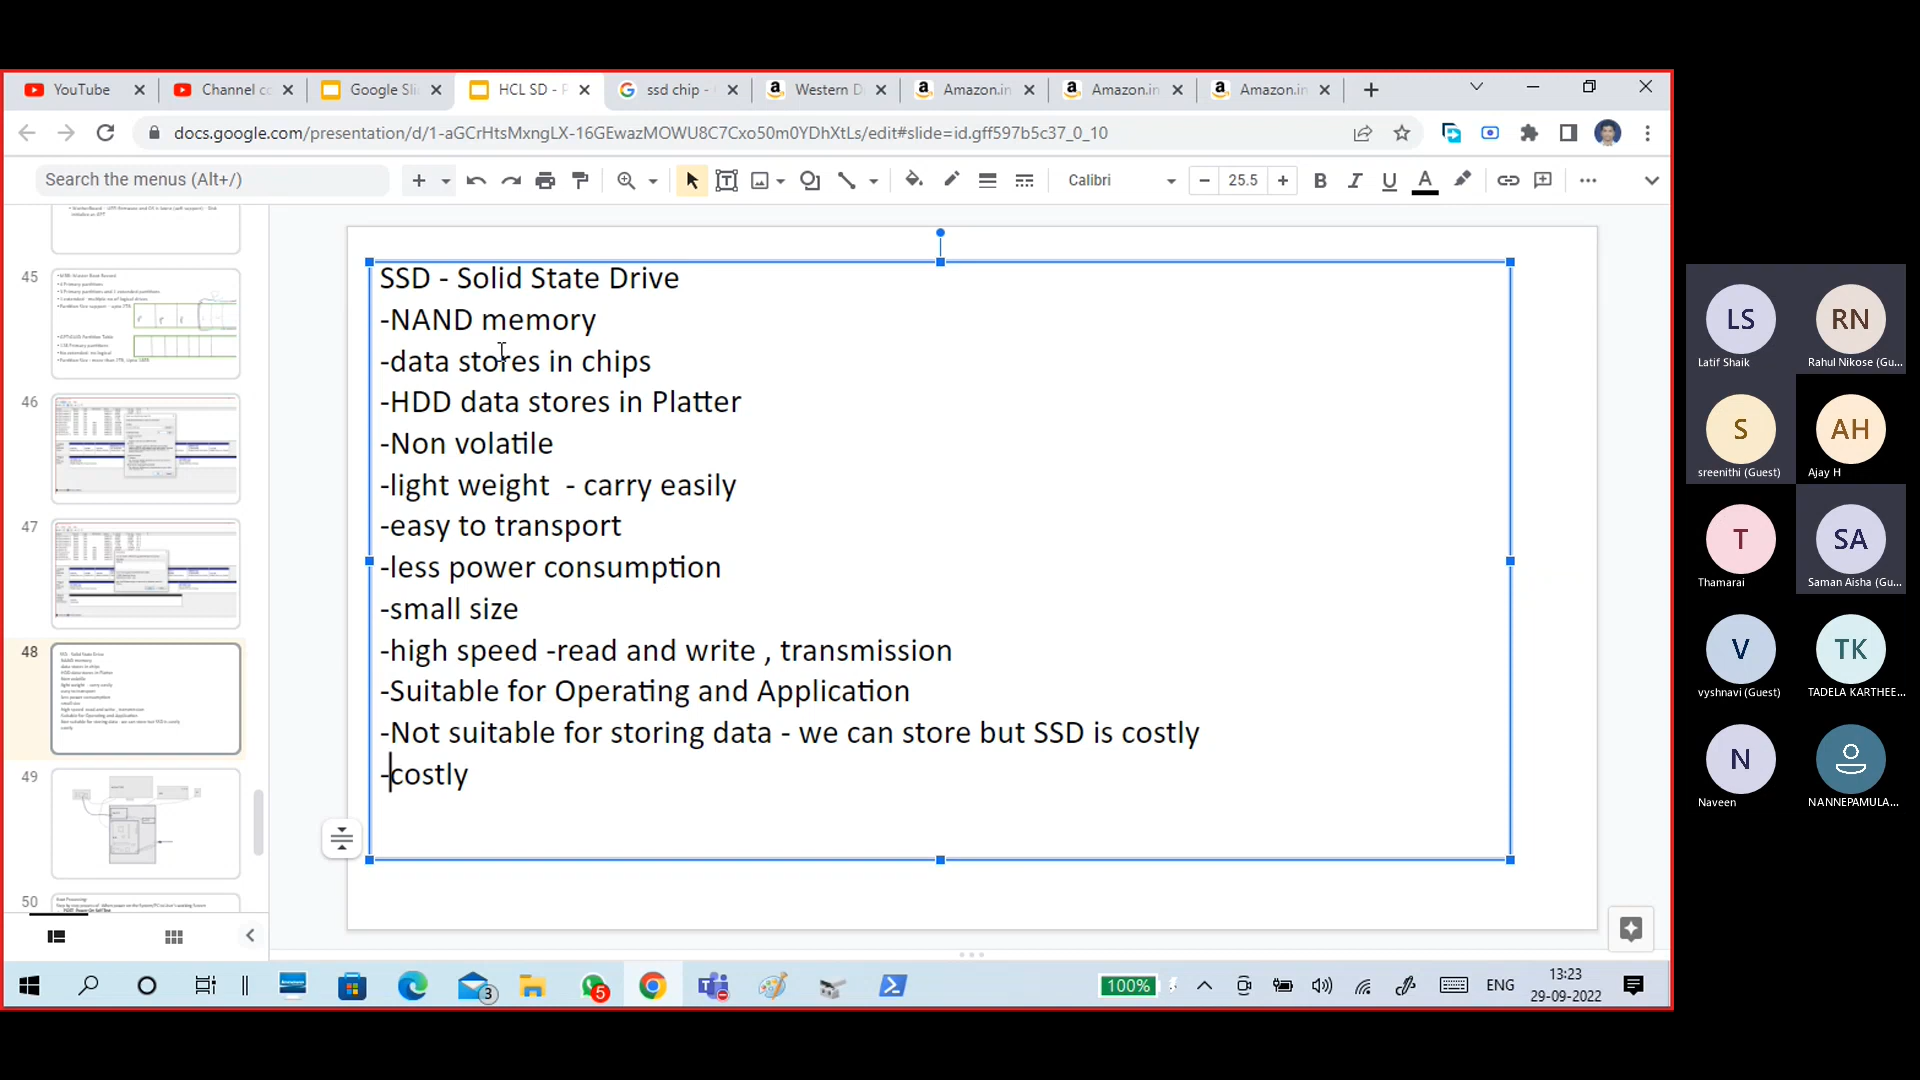 YouTube
Channel co
Google Sli
HCL SD - P
ssd chip -
Western D
Amazon.in
Amazon.in
Amazon.in
docs.google.com/presentation/d/1-aGCrHtsMxngLX-16GEwazMOWU8C7Cxo50m0YDhXtLs/edit#slide=id.gff597b5c37_0_10
Search the menus (Alt+/)
Calibri
25.5
B I U A
45
46
47
48
49
50
SSD - Solid State Drive
-NAND memory
-data stores in chips
-HDD data stores in Platter
-Non volatile
-light weight  - carry easily
-easy to transport
-less power consumption
-small size
-high speed -read and write , transmission
-Suitable for Operating and Application
-Not suitable for storing data - we can store but SSD is costly
-costly
LS
Latif Shaik
RN
Rahul Nikose (Gu...
S
sreenithi (Guest)
AH
Ajay H
T
Thamarai
SA
Saman Aisha (Gu...
V
vyshnavi (Guest)
TK
TADELA KARTHEE...
N
Naveen
NANNEPAMULA...
3
5
100%
ENG
13:23
29-09-2022